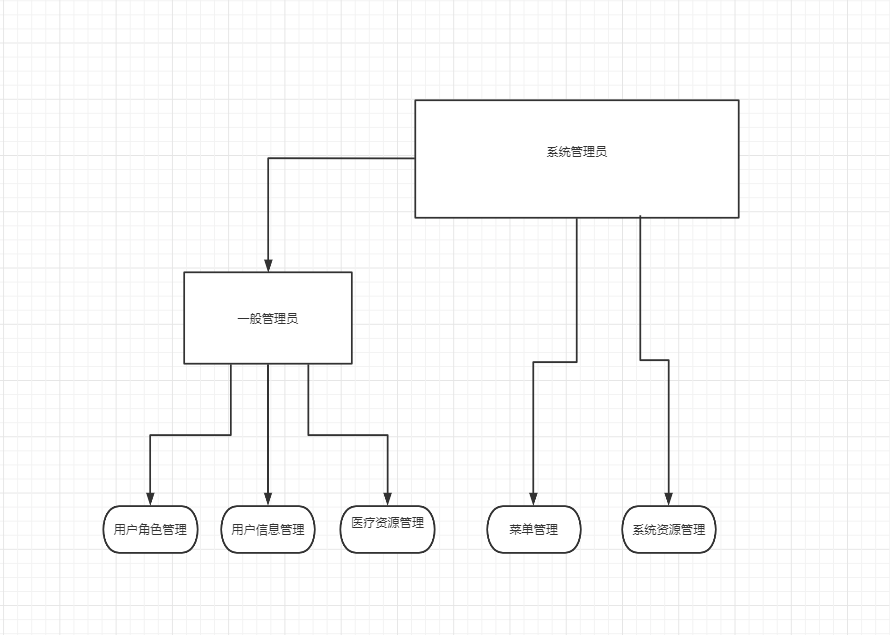 系统管理员
一般管理员
用户角色管理
用户信息管理
医疗资源管理
菜单管理
系统资源管理